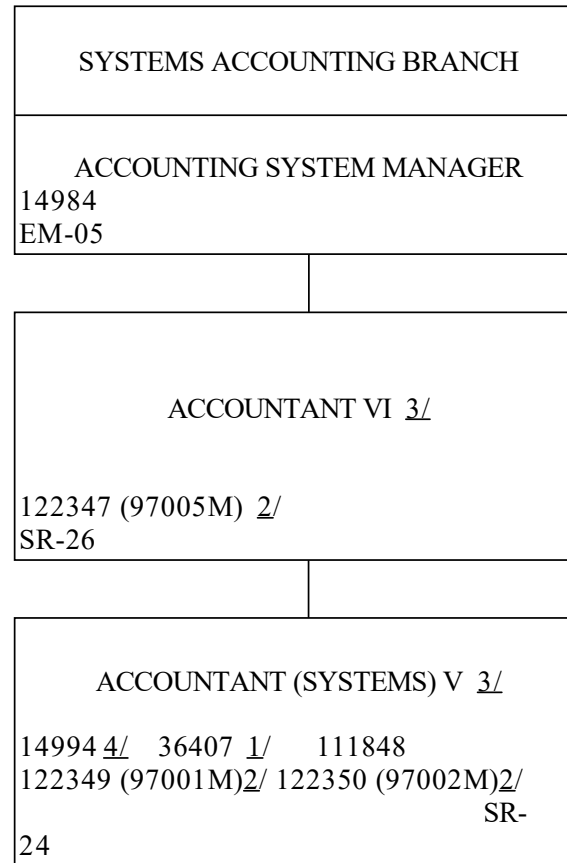 SYSTEMS ACCOUNTING BRANCH
ACCOUNTING SYSTEM MANAGER
14984
EM-05
ACCOUNTANT VI 3/
122347 (97005M) 2/
SR-26
ACCOUNTANT (SYSTEMS) V 3/
14994 4/ 36407 1/ 111848
122349 (97001M)2/ 122350 (97002M)2/
SR-
24